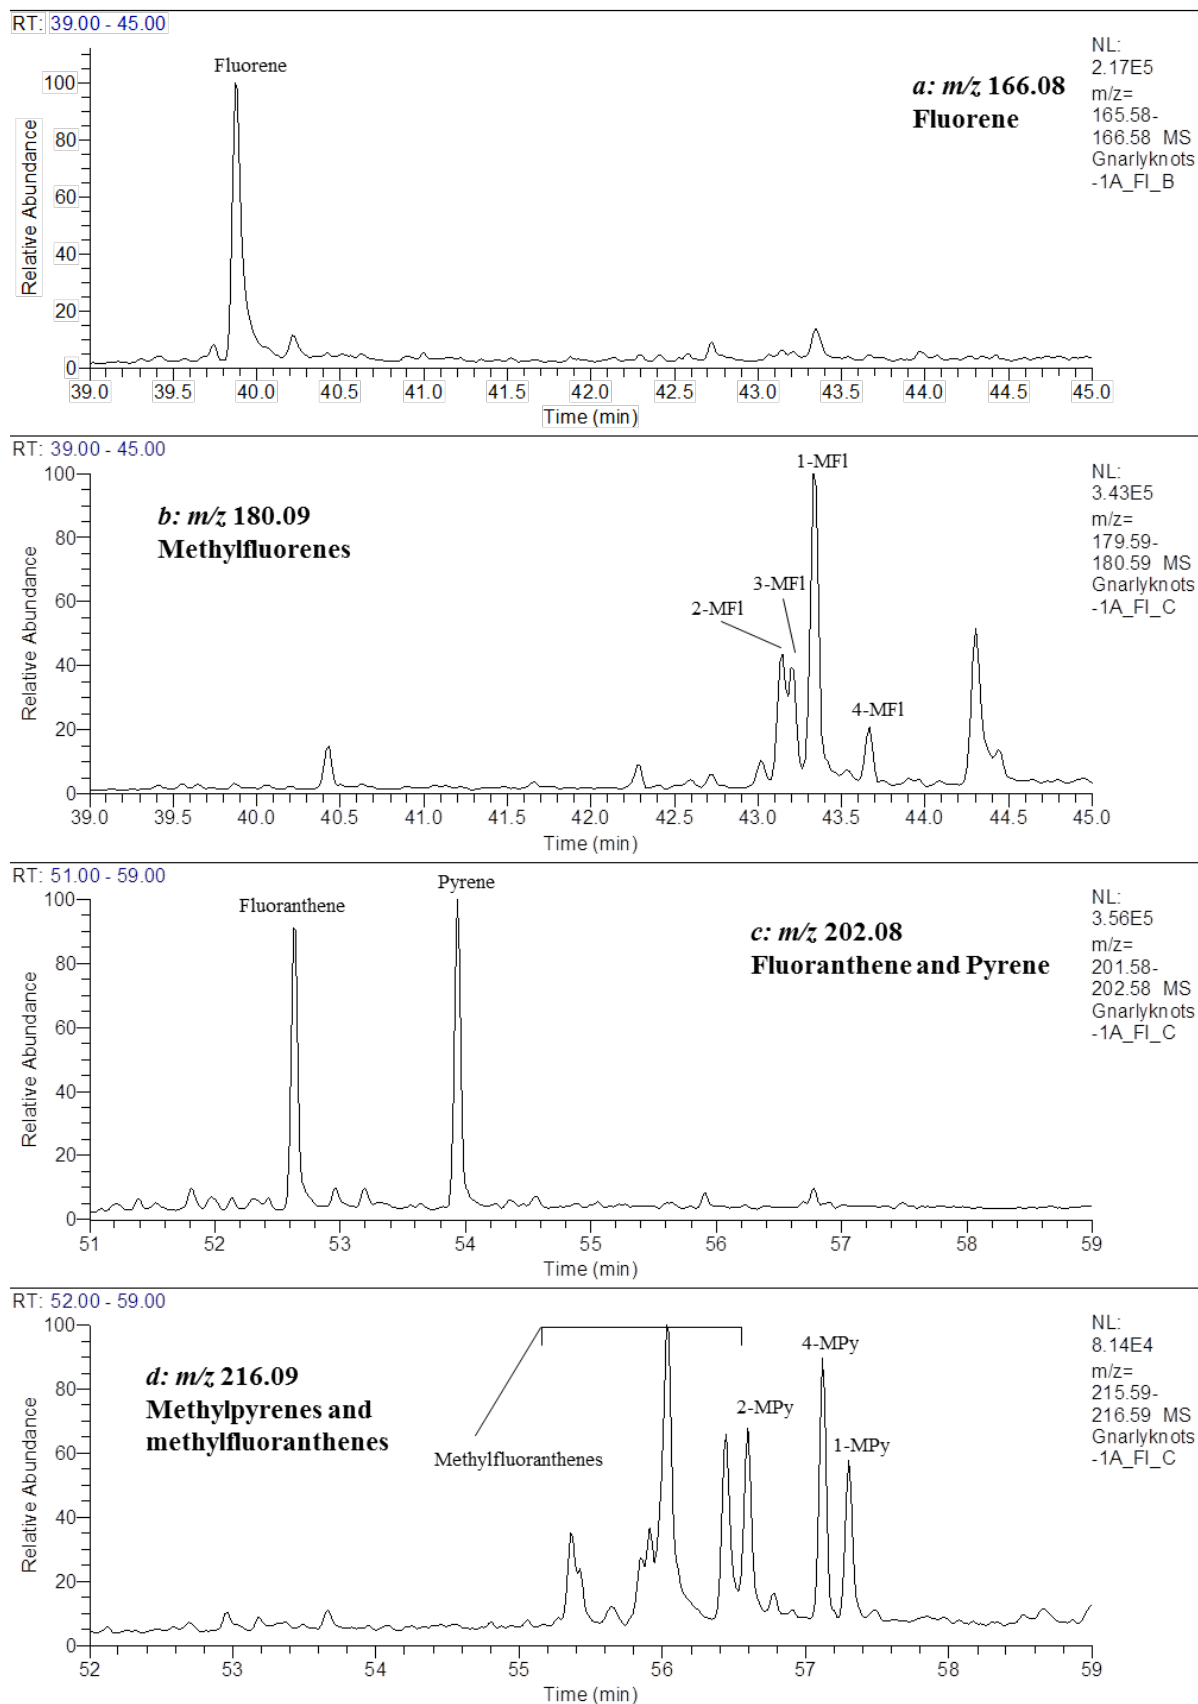 RT: 39.00 - 45.00
NL:
2.17E5
m/z=
165.58-
166.58 MS
Gnarlyknots
-1A_FI_B
Fluorene
a: m/z 166.08
Fluorene
Relative Abundance
100
80
60
40
20
0
39.0 39.5 40.0 40.5 41.0 41.5 42.0 42.5 43.0 43.5 44.0 44.5 45.0
Time (min)
RT: 39.00 - 45.00
NL:
3.43E5
m/z=
179.59-
180.59 MS
Gnarlyknots
-1A_FI_C
b: m/z 180.09
Methylfluorenes
1-MFl
3-MFl
2-MFl
4-MFl
Relative Abundance
100
80
60
40
20
0
39.0 39.5 40.0 40.5 41.0 41.5 42.0 42.5 43.0 43.5 44.0 44.5 45.0
Time (min)
RT: 51.00 - 59.00
NL:
3.56E5
m/z=
201.58-
202.58 MS
Gnarlyknots
-1A_FI_C
Pyrene
Fluoranthene
c: m/z 202.08
Fluoranthene and Pyrene
Relative Abundance
100
80
60
40
20
0
51 52 53 54 55 56 57 58 59
Time (min)
RT: 52.00 - 59.00
NL:
8.14E4
m/z=
215.59-
216.59 MS
Gnarlyknots
-1A_FI_C
d: m/z 216.09
Methylpyrenes and
methylfluoranthenes
4-MPy
2-MPy
1-MPy
Methylfluoranthenes
Relative Abundance
100
80
60
40
20
0
52 53 54 55 56 57 58 59
Time (min)